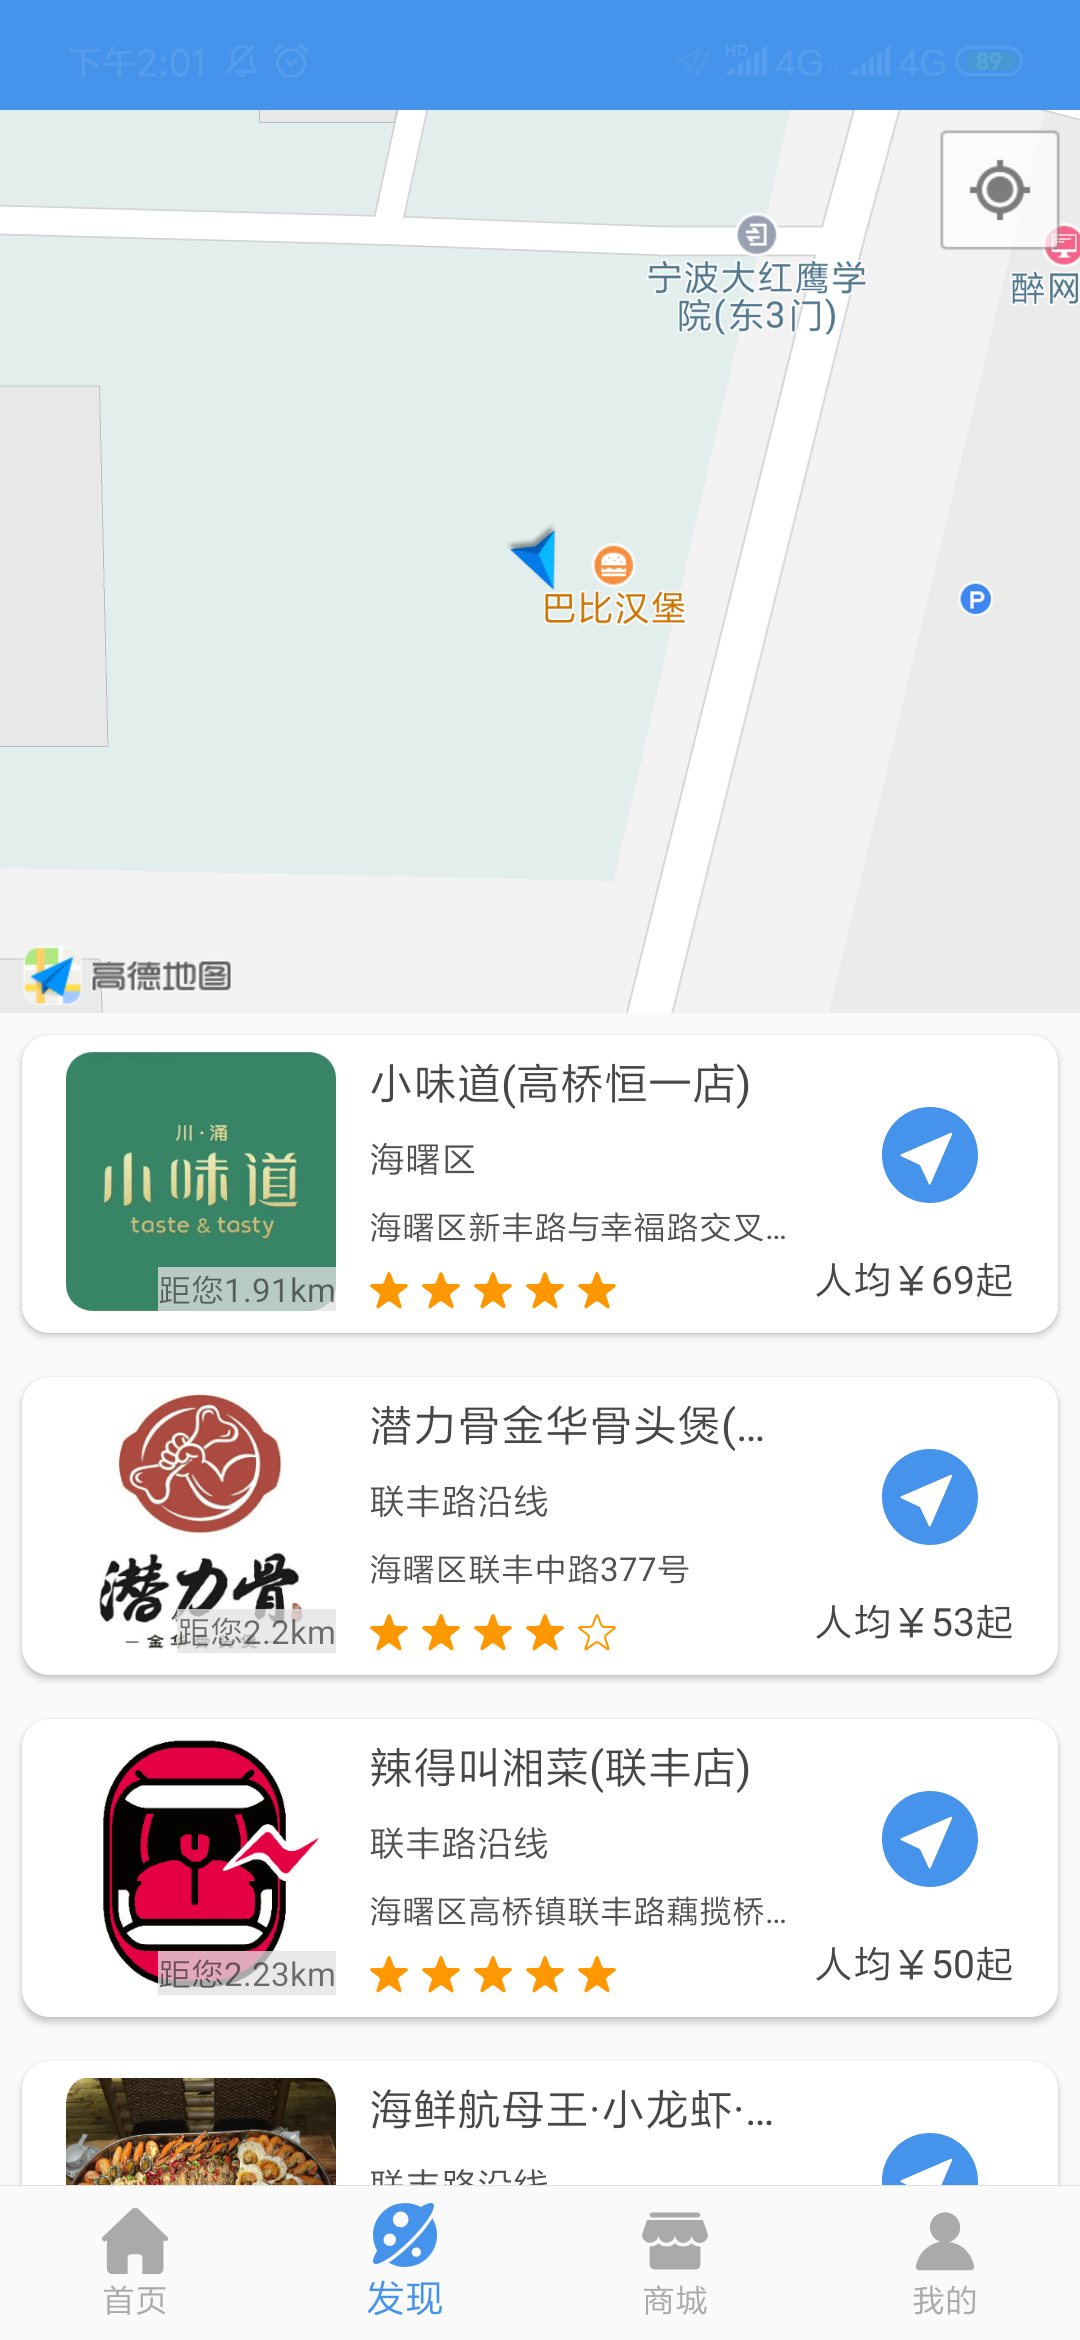 下午2:01
HD 4G 4G 89
宁波大红鹰学
院(东3门)
醉网
巴比汉堡
P
高德地图
川·涌
小味道
taste & tasty
距您1.91km
小味道(高桥恒一店)
海曙区
海曙区新丰路与幸福路交叉...
人均￥69起
潜力骨
距您2.2km
潜力骨金华骨头煲(...
联丰路沿线
海曙区联丰中路377号
人均￥53起
距您2.23km
辣得叫湘菜(联丰店)
联丰路沿线
海曙区高桥镇联丰路藕揽桥...
人均￥50起
海鲜航母王·小龙虾·...
联丰路沿线
首页
发现
商城
我的